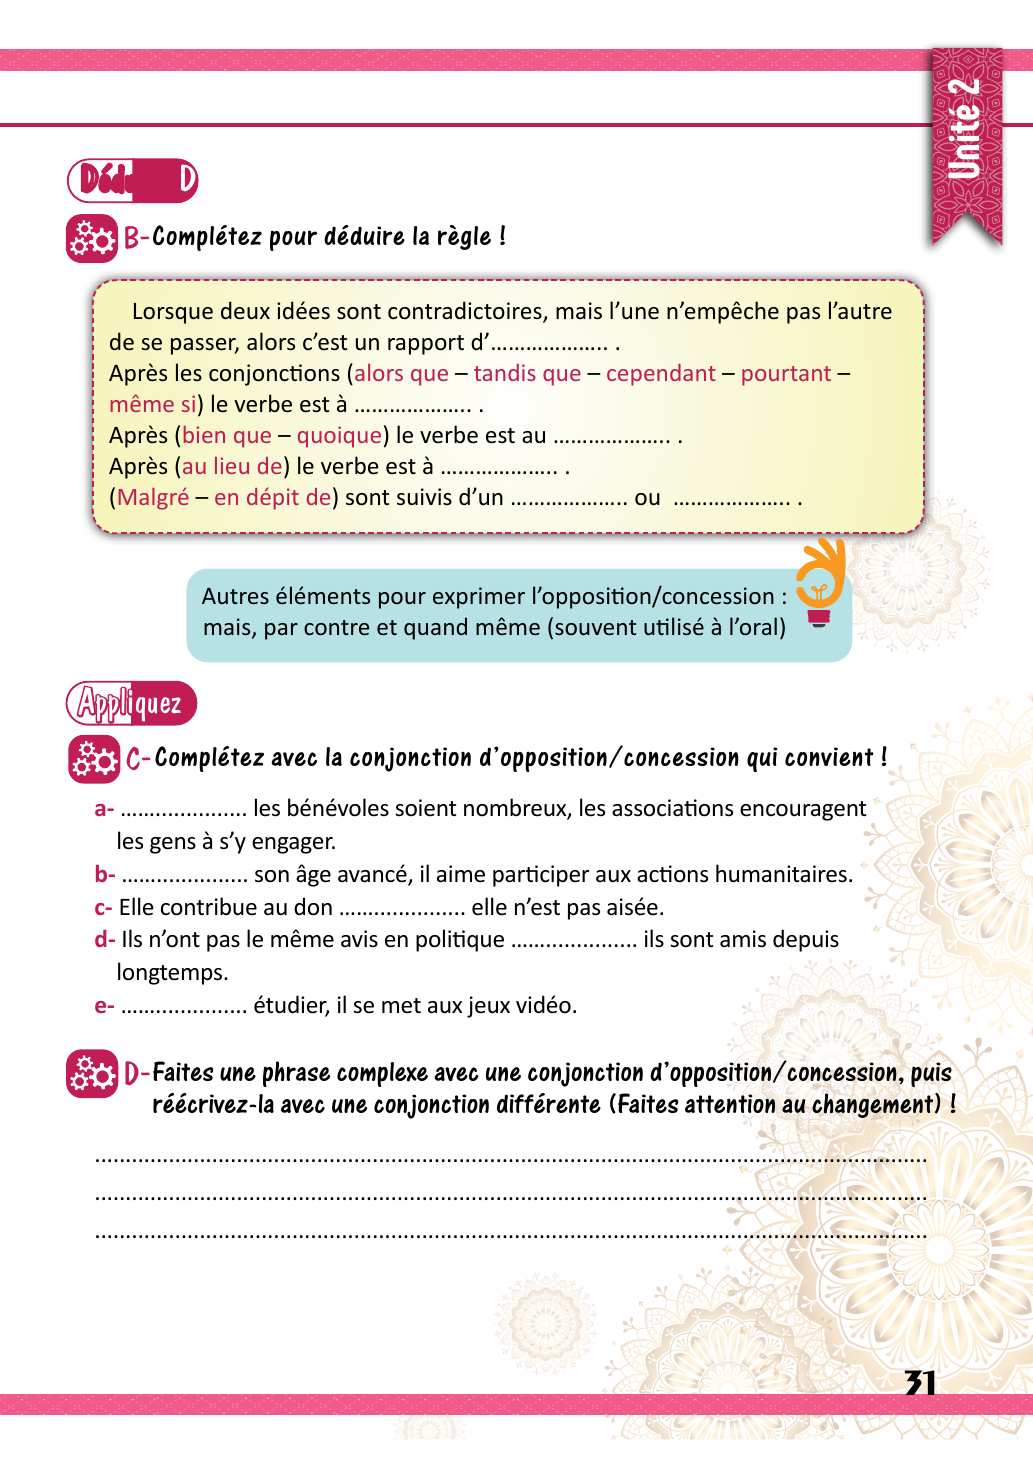 Unité 2
B- Complétez pour déduire la règle !
Lorsque deux idées sont contradictoires, mais l’une n’empêche pas l’autre
de se passer, alors c’est un rapport d’……………….. .
Après les conjonctions (alors que – tandis que – cependant – pourtant –
même si) le verbe est à ……………….. .
Après (bien que – quoique) le verbe est au ……………….. .
Après (au lieu de) le verbe est à ……………….. .
(Malgré – en dépit de) sont suivis d’un ……………….. ou ……………….. .
Autres éléments pour exprimer l’opposition/concession :
mais, par contre et quand même (souvent utilisé à l’oral)
Appliquez
C- Complétez avec la conjonction d’opposition/concession qui convient !
a- ………………… les bénévoles soient nombreux, les associations encouragent
les gens à s’y engager.
b- ………………… son âge avancé, il aime participer aux actions humanitaires.
c- Elle contribue au don ………………… elle n’est pas aisée.
d- Ils n’ont pas le même avis en politique ………………… ils sont amis depuis
longtemps.
e- ………………… étudier, il se met aux jeux vidéo.
D- Faites une phrase complexe avec une conjonction d’opposition/concession, puis
réécrivez-la avec une conjonction différente (Faites attention au changement) !
31